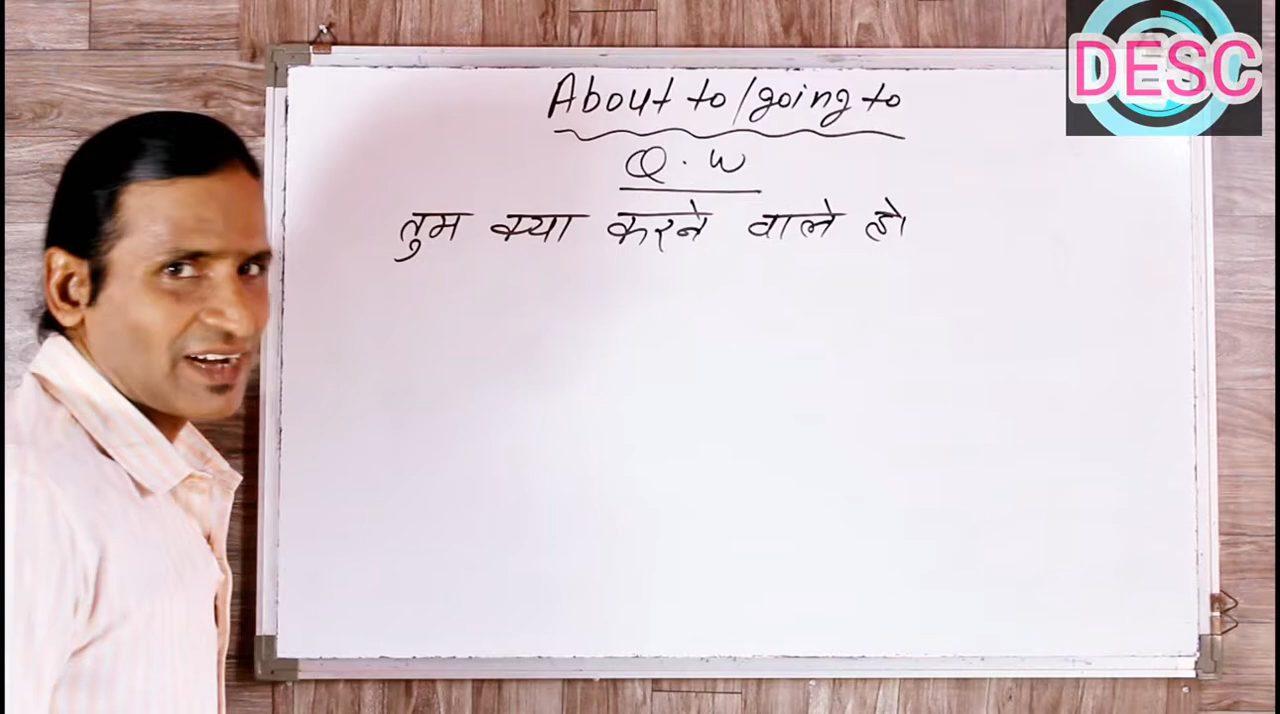 DESC
About to/going to
Q.W
तुम क्या करने वाले हो।